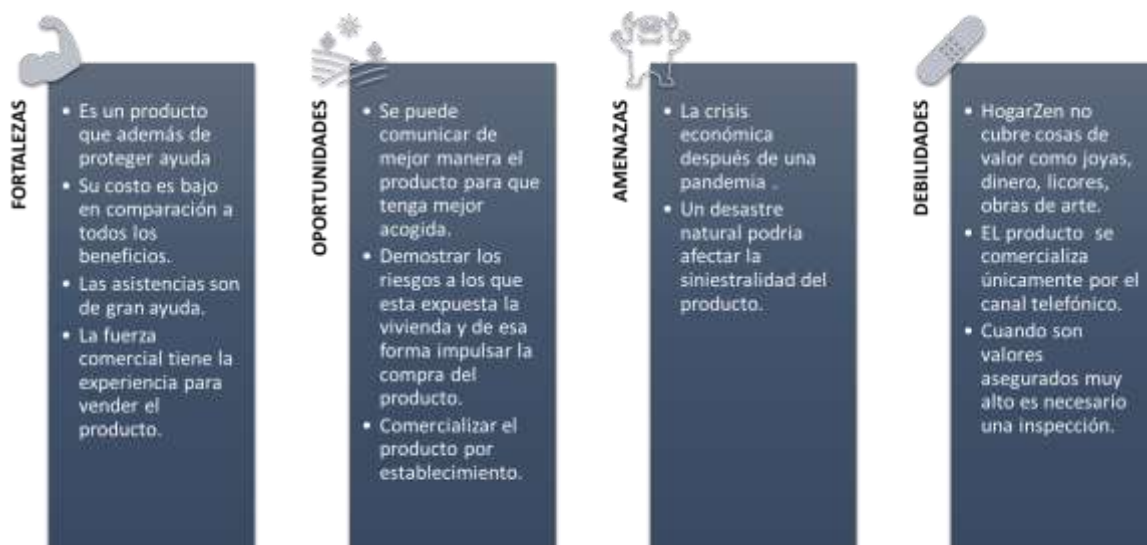 FORTALEZAS
• Es un producto
que además de
proteger ayuda
• Su costo es bajo
en comparación a
todos los
beneficios.
• Las asistencias son
de gran ayuda.
• La fuerza
comercial tiene la
experiencia para
vender el
producto.
OPORTUNIDADES
• Se puede
comunicar de
mejor manera el
producto para que
tenga mejor
acogida.
• Demostrar los
riesgos a los que
esta expuesta la
vivienda y de esa
forma impulsar la
compra del
producto.
• Comercializar el
producto por
establecimiento.
AMENAZAS
• La crisis
económica
después de una
pandemia .
• Un desastre
natural podria
afectar la
siniestralidad del
producto.
DEBILIDADES
• HogarZen no
cubre cosas de
valor como joyas,
dinero, licores,
obras de arte.
• EL producto se
comercializa
únicamente por el
canal telefónico.
• Cuando son
valores
asegurados muy
alto es necesario
una inspección.